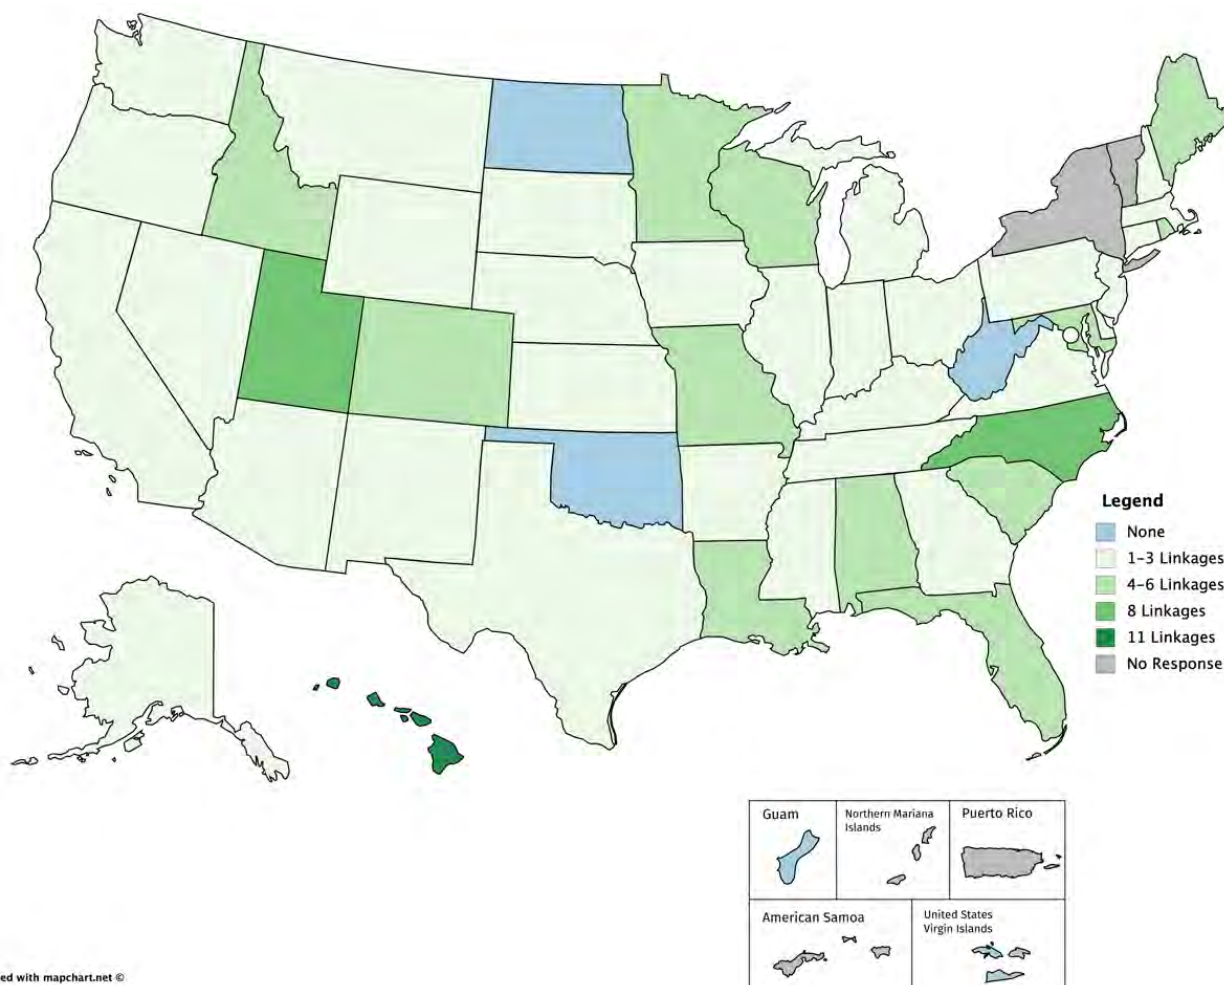 Legend
None
1–3 Linkages
4–6 Linkages
8 Linkages
11 Linkages
No Response
Guam
Northern Mariana
Islands
Puerto Rico
American Samoa
United States
Virgin Islands
ed with mapchart.net ©